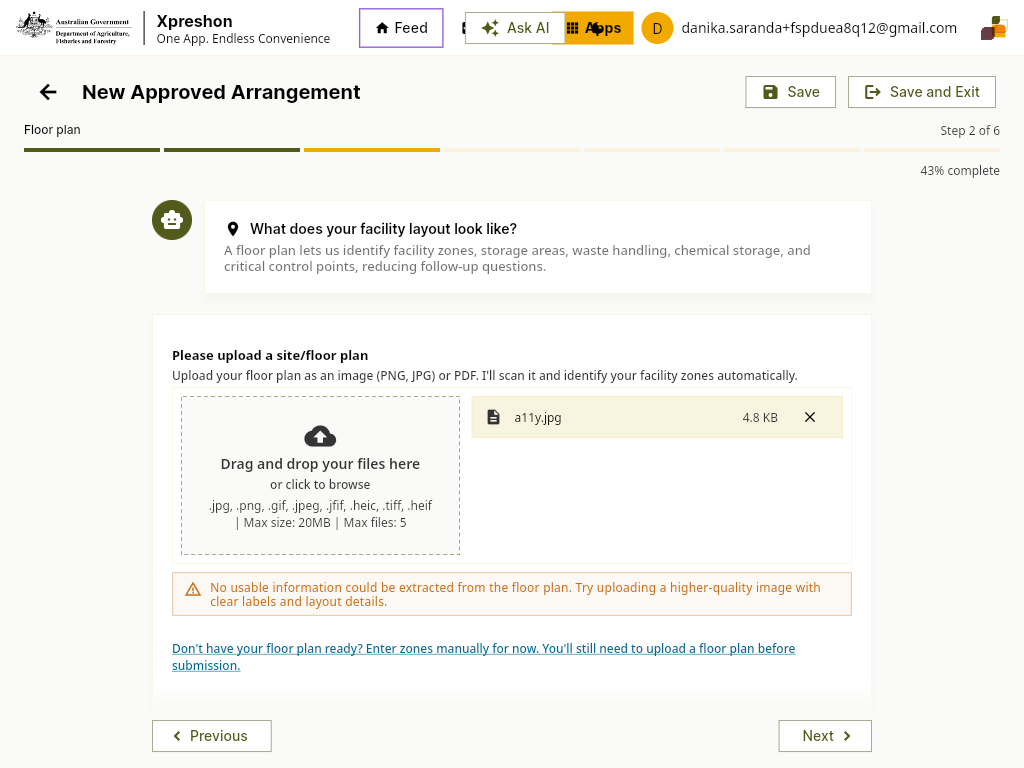 Australian Government
Department of Agriculture,
Fisheries and Forestry
Xpreshon
One App. Endless Convenience
Feed
Ask AI
Apps
D
danika.saranda+fspduea8q12@gmail.com
New Approved Arrangement
Save
Save and Exit
Floor plan
Step 2 of 6
43% complete
What does your facility layout look like?
A floor plan lets us identify facility zones, storage areas, waste handling, chemical storage, and
critical control points, reducing follow-up questions.
Please upload a site/floor plan
Upload your floor plan as an image (PNG, JPG) or PDF. I'll scan it and identify your facility zones automatically.
Drag and drop your files here
or click to browse
.jpg, .png, .gif, .jpeg, .jfif, .heic, .tiff, .heif
| Max size: 20MB | Max files: 5
a11y.jpg
4.8 KB
No usable information could be extracted from the floor plan. Try uploading a higher-quality image with
clear labels and layout details.
Don't have your floor plan ready? Enter zones manually for now. You'll still need to upload a floor plan before
submission.
Previous
Next